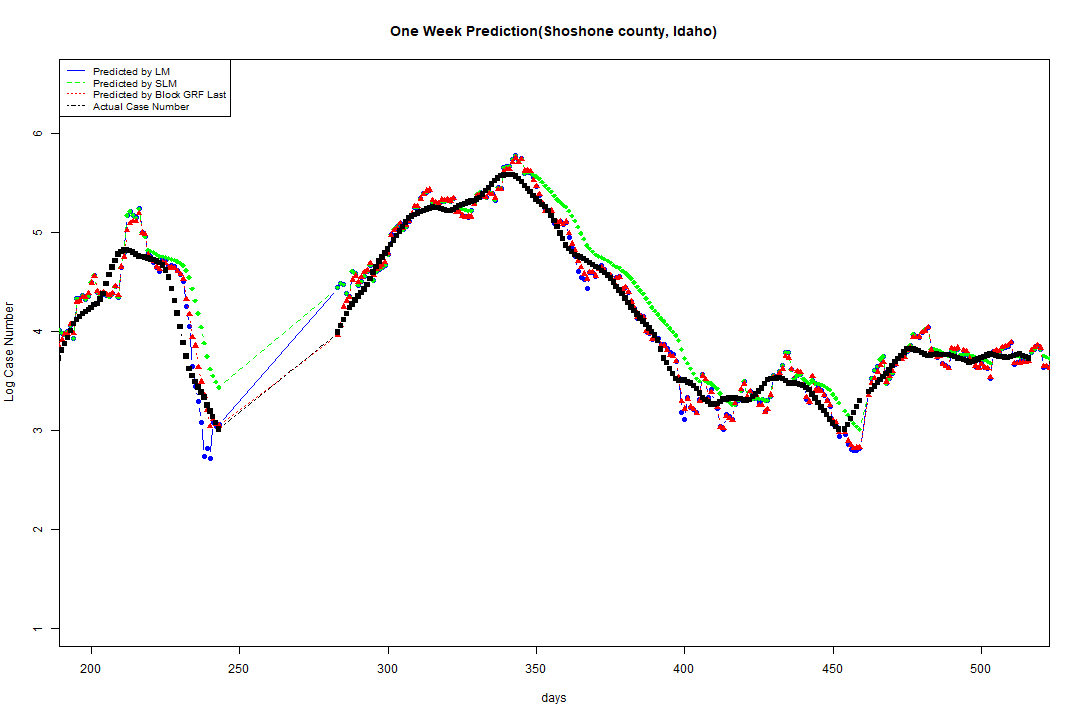 One Week Prediction(Shoshone county, Idaho)
Predicted by LM
Predicted by SLM
Predicted by Block GRF Last
Actual Case Number
Log Case Number
6
5
4
3
2
1
200 250 300 350 400 450 500
days